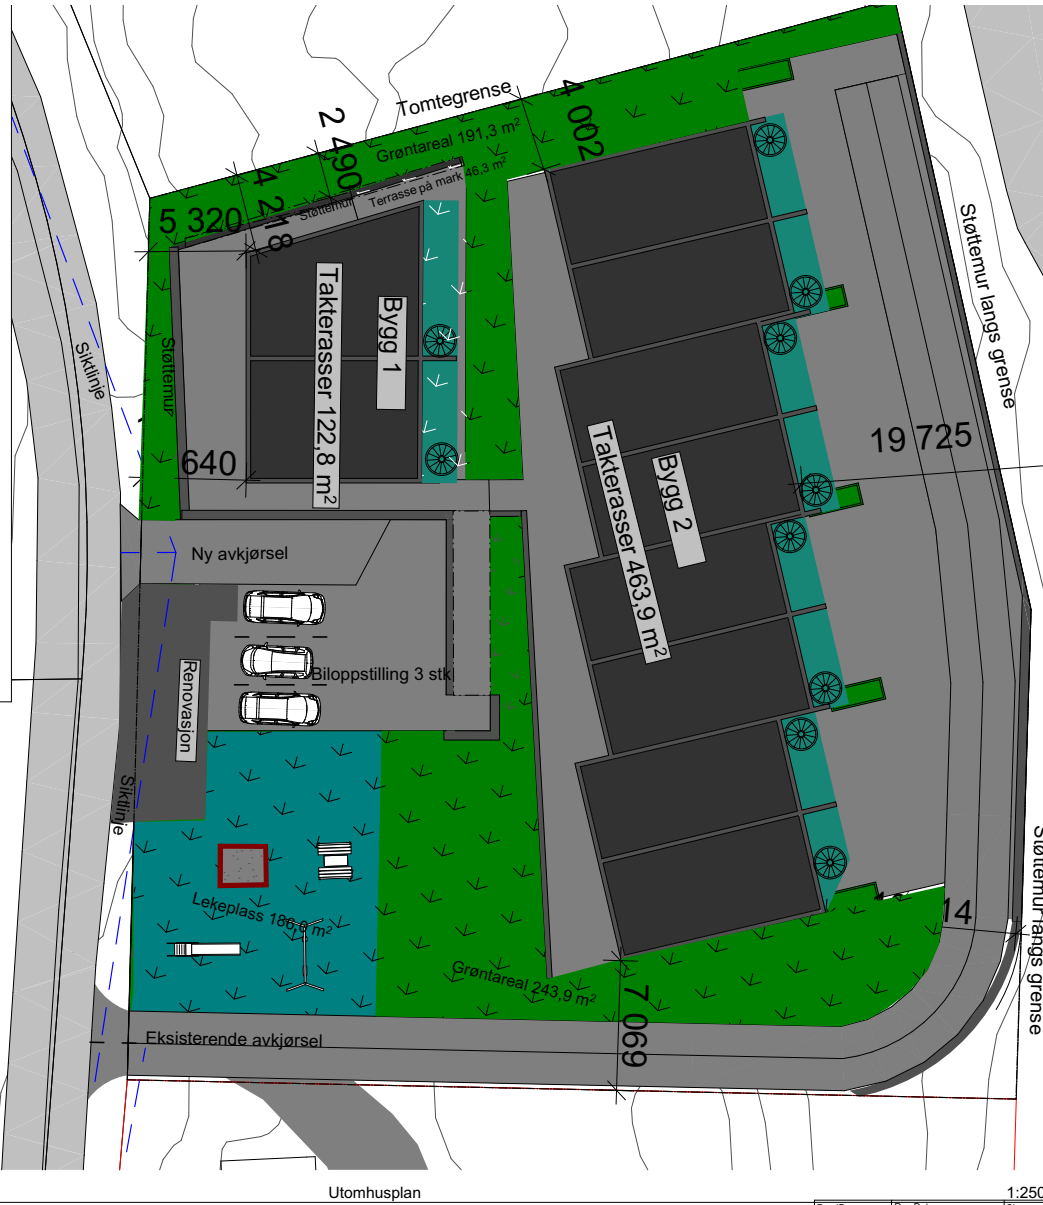 Tomtegrense
4 002
2 490
Grøntareal 191,3 m²
4 218
Støttemur
Terrasse på mark 46,3 m²
5 320
Støttemur langs grense
Siktlinje
Støttemur
Bygg 1
Takterasser 122,8 m²
640
19 725
Bygg 2
Takterasser 463,9 m²
Ny avkjørsel
Biloppstilling 3 stk
Renovasjon
Siktlinje
Lekeplass 186,0 m²
Grøntareal 243,9 m²
14
Støttemur langs grense
7 069
Eksisterende avkjørsel
Utomhusplan
1:250